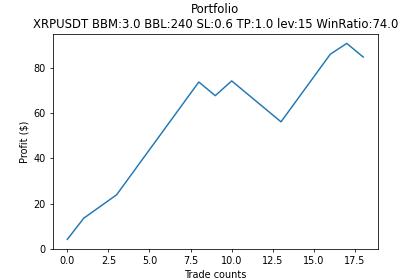 Portfolio
XRPUSDT BBM:3.0 BBL:240 SL:0.6 TP:1.0 lev:15 WinRatio:74.0
80
60
40
20
0
Profit ($)
0.0 2.5 5.0 7.5 10.0 12.5 15.0 17.5
Trade counts